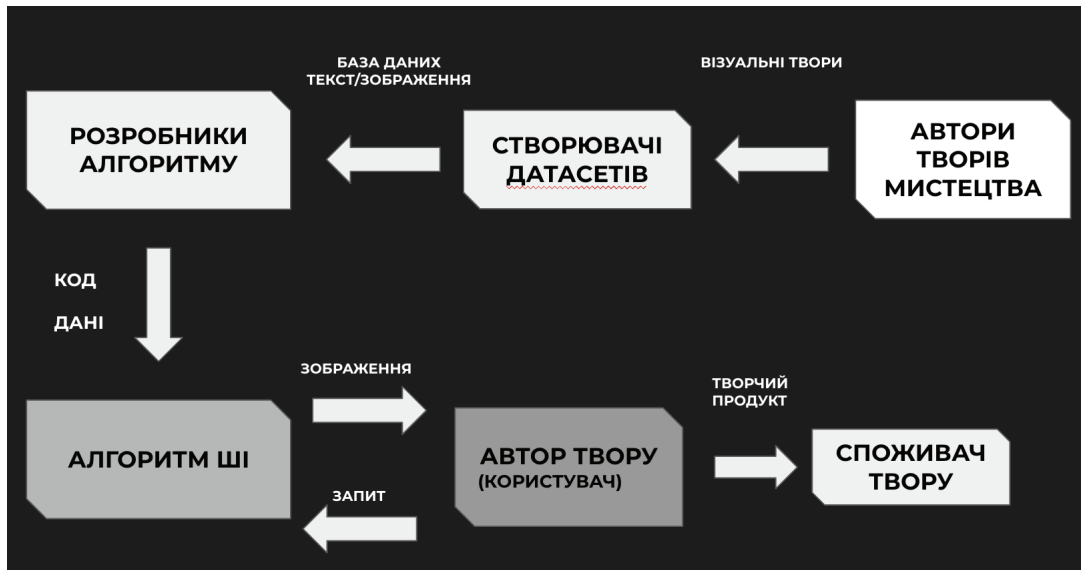 БАЗА ДАНИХ
ТЕКСТ/ЗОБРАЖЕННЯ
ВІЗУАЛЬНІ ТВОРИ
РОЗРОБНИКИ
АЛГОРИТМУ
СТВОРЮВАЧІ
ДАТАСЕТІВ
АВТОРИ
ТВОРІВ
МИСТЕЦТВА
КОД
ДАНІ
ЗОБРАЖЕННЯ
ТВОРЧИЙ
ПРОДУКТ
АЛГОРИТМ ШІ
АВТОР ТВОРУ
(КОРИСТУВАЧ)
СПОЖИВАЧ
ТВОРУ
ЗАПИТ